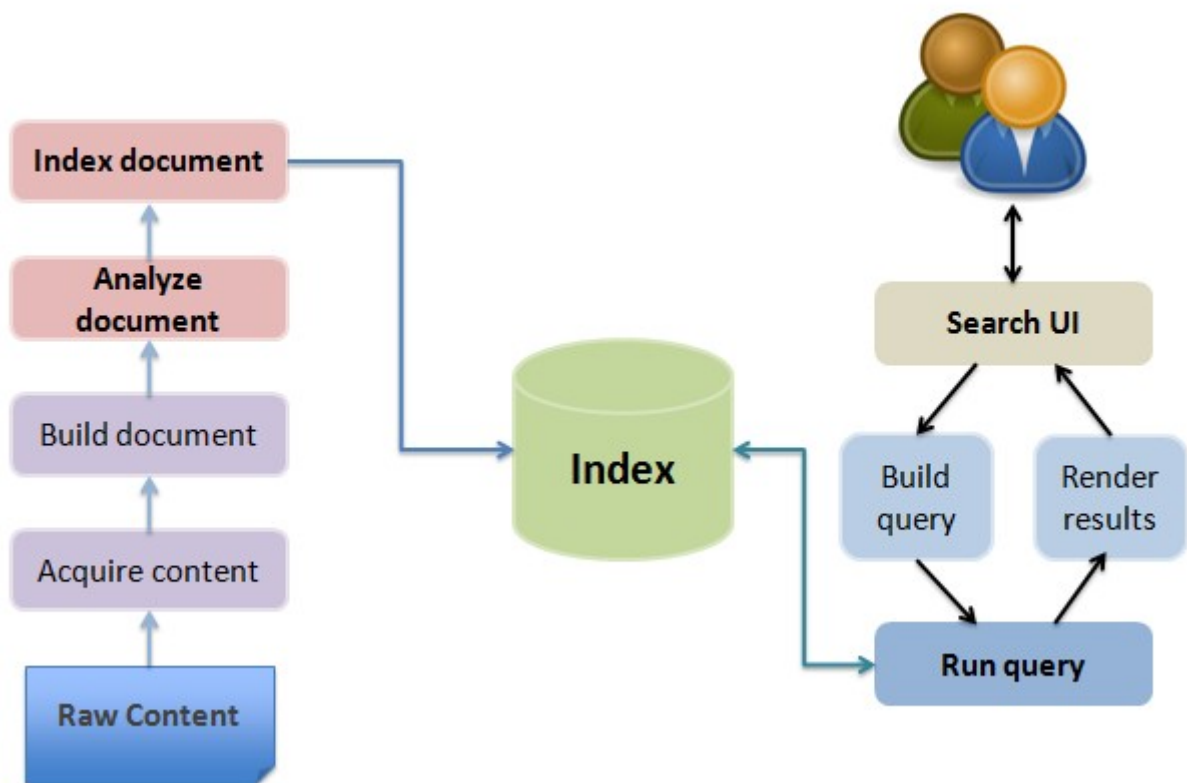 Index document
Analyze
document
Build document
Acquire content
Raw Content
Index
Search UI
Build
query
Render
results
Run query